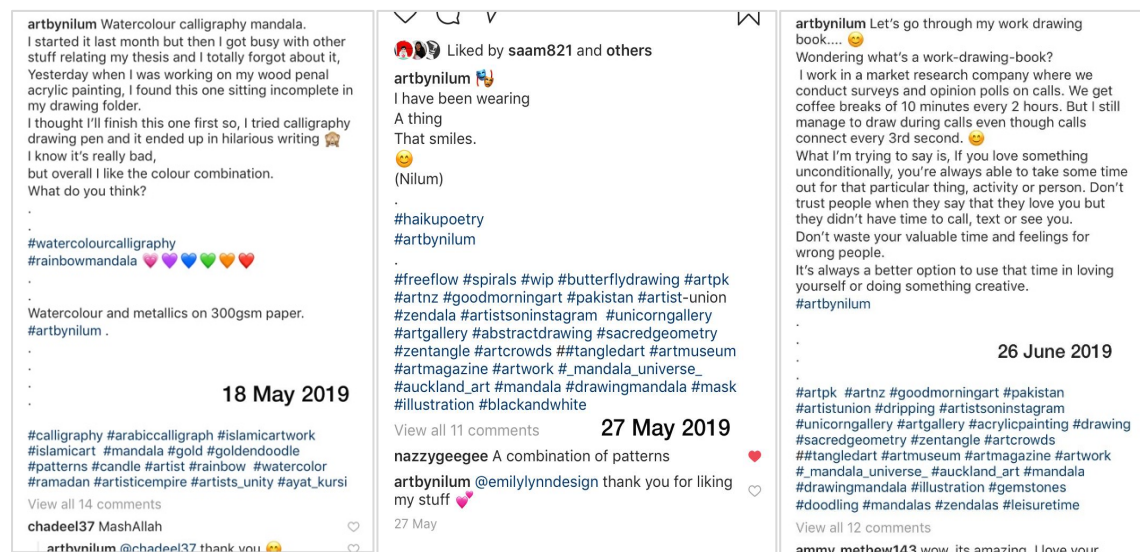 artbynilum Watercolour calligraphy mandala.
I started it last month but then I got busy with other
stuff relating my thesis and I totally forgot about it,
Yesterday when I was working on my wood penal
acrylic painting, I found this one sitting incomplete in
my drawing folder.
I thought I'll finish this one first so, I tried calligraphy
drawing pen and it ended up in hilarious writing 🙈
I know it's really bad,
but overall I like the colour combination.
What do you think?
.
.
#watercolourcalligraphy
#rainbowmandala 💗💜💙💚🧡❤️
.
.
Watercolour and metallics on 300gsm paper.
#artbynilum .
.
.
.
.
18 May 2019
#calligraphy #arabiccalligraph #islamicartwork
#islamicart #mandala #gold #goldendoodle
#patterns #candle #artist #rainbow #watercolor
#ramadan #artisticempire #artists_unity #ayat_kursi
View all 14 comments
chadeel37 MashAllah
artbynilum @chadeel37 thank you 🤗
Liked by saam821 and others
artbynilum 🎭
I have been wearing
A thing
That smiles.
😊
(Nilum)
.
#haikupoetry
#artbynilum
.
#freeflow #spirals #wip #butterflydrawing #artpk
#artnz #goodmorningart #pakistan #artist-union
#zendala #artistsoninstagram #unicorngallery
#artgallery #abstractdrawing #sacredgeometry
#zentangle #artcrowds ##tangledart #artmuseum
#artmagazine #artwork #_mandala_universe_
#auckland_art #mandala #drawingmandala #mask
#illustration #blackandwhite
View all 11 comments
27 May 2019
nazzygeegee A combination of patterns
artbynilum @emilylynndesign thank you for liking
my stuff 💕
27 May
artbynilum Let's go through my work drawing
book.... 😊
Wondering what's a work-drawing-book?
I work in a market research company where we
conduct surveys and opinion polls on calls. We get
coffee breaks of 10 minutes every 2 hours. But I still
manage to draw during calls even though calls
connect every 3rd second. 😊
What I'm trying to say is, If you love something
unconditionally, you're always able to take some time
out for that particular thing, activity or person. Don't
trust people when they say that they love you but
they didn't have time to call, text or see you.
Don't waste your valuable time and feelings for
wrong people.
It's always a better option to use that time in loving
yourself or doing something creative.
#artbynilum
.
.
.
.
26 June 2019
#artpk #artnz #goodmorningart #pakistan
#artistunion #dripping #artistsoninstagram
#unicorngallery #artgallery #acrylicpainting #drawing
#sacredgeometry #zentangle #artcrowds
##tangledart #artmuseum #artmagazine #artwork
#_mandala_universe_ #auckland_art #mandala
#drawingmandala #illustration #gemstones
#doodling #mandalas #zendalas #leisuretime
View all 12 comments
ammy_methew143 wow, its amazing, I love your